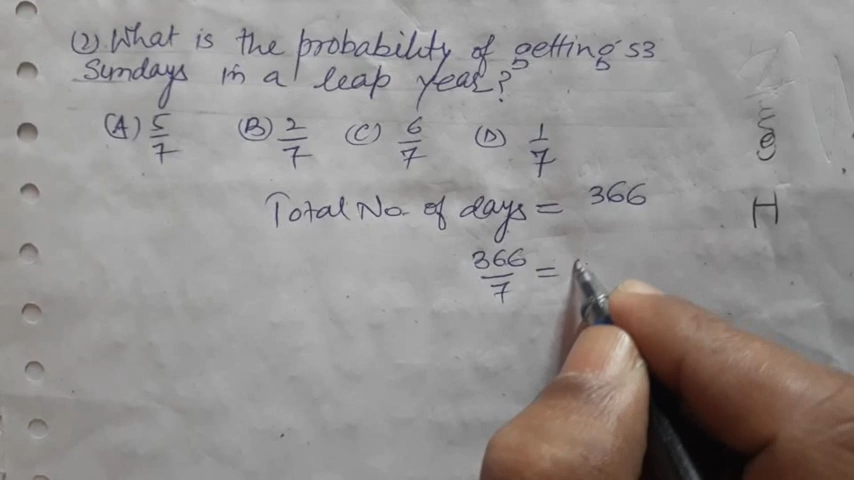 (2) What is the probability of getting 53
Sundays in a leap year?
(A) 5/7 (B) 2/7 (C) 6/7 (D) 1/7
Total No. of days = 366
366/7 =
H